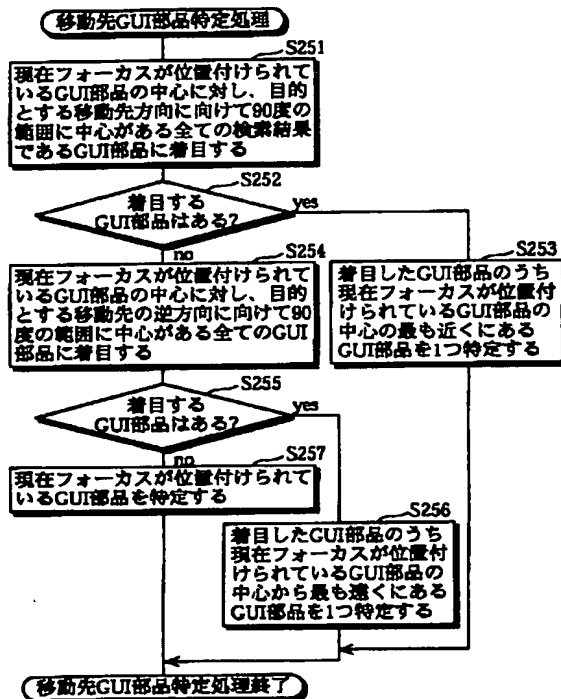 移動先GUI部品特定処理
S251
現在フォーカスが位置付けられて
いるGUI部品の中心に対し、目的
とする移動先方向に向けて90度の
範囲に中心がある全ての検索結果
であるGUI部品に着目する
S252
着目する
GUI部品はある?
yes
no
S254
現在フォーカスが位置付けられて
いるGUI部品の中心に対し、目的
とする移動先の逆方向に向けて90
度の範囲に中心がある全てのGUI
部品に着目する
S253
着目したGUI部品のうち
現在フォーカスが位置付
けられているGUI部品の
中心の最も近くにある
GUI部品を1つ特定する
S255
着目する
GUI部品はある?
yes
no
S257
現在フォーカスが位置付けられて
いるGUI部品を特定する
S256
着目したGUI部品のうち
現在フォーカスが位置付
けられているGUI部品の
中心から最も遠くにある
GUI部品を1つ特定する
移動先GUI部品特定処理終了